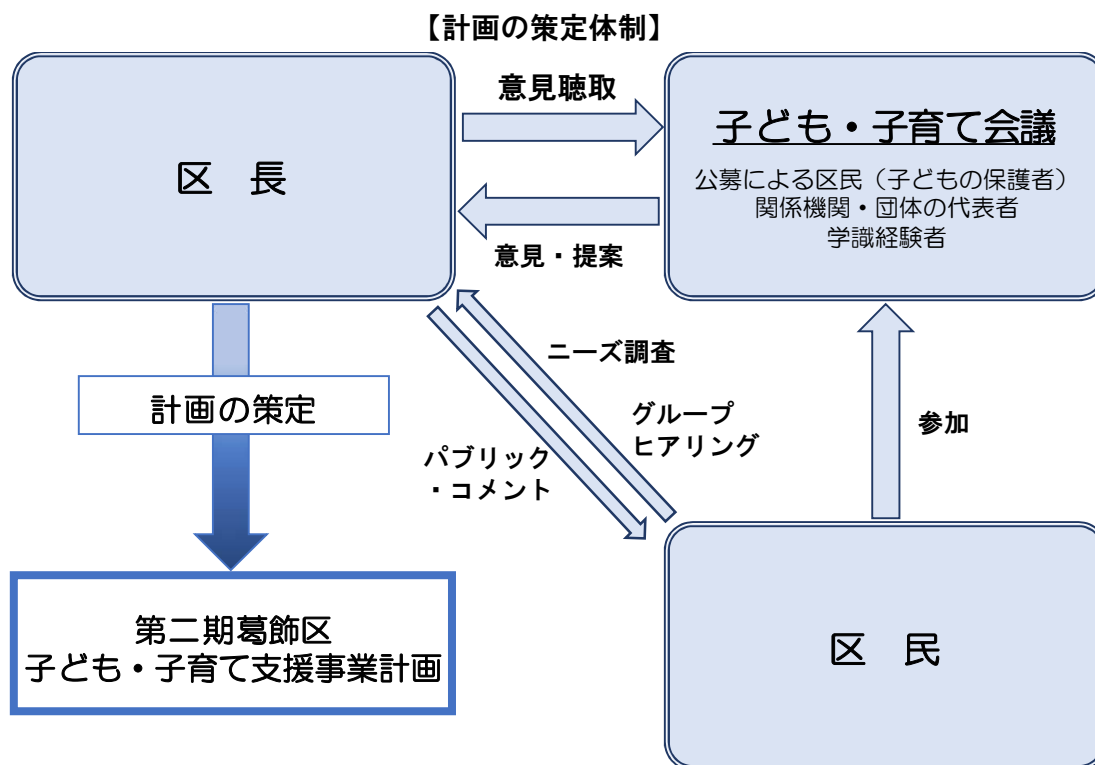 【計画の策定体制】
意見聴取
区　長
子ども・子育て会議
公募による区民（子どもの保護者）
関係機関・団体の代表者
学識経験者
意見・提案
ニーズ調査
グループ
ヒアリング
パブリック
・コメント
参加
計画の策定
第二期葛飾区
子ども・子育て支援事業計画
区　民